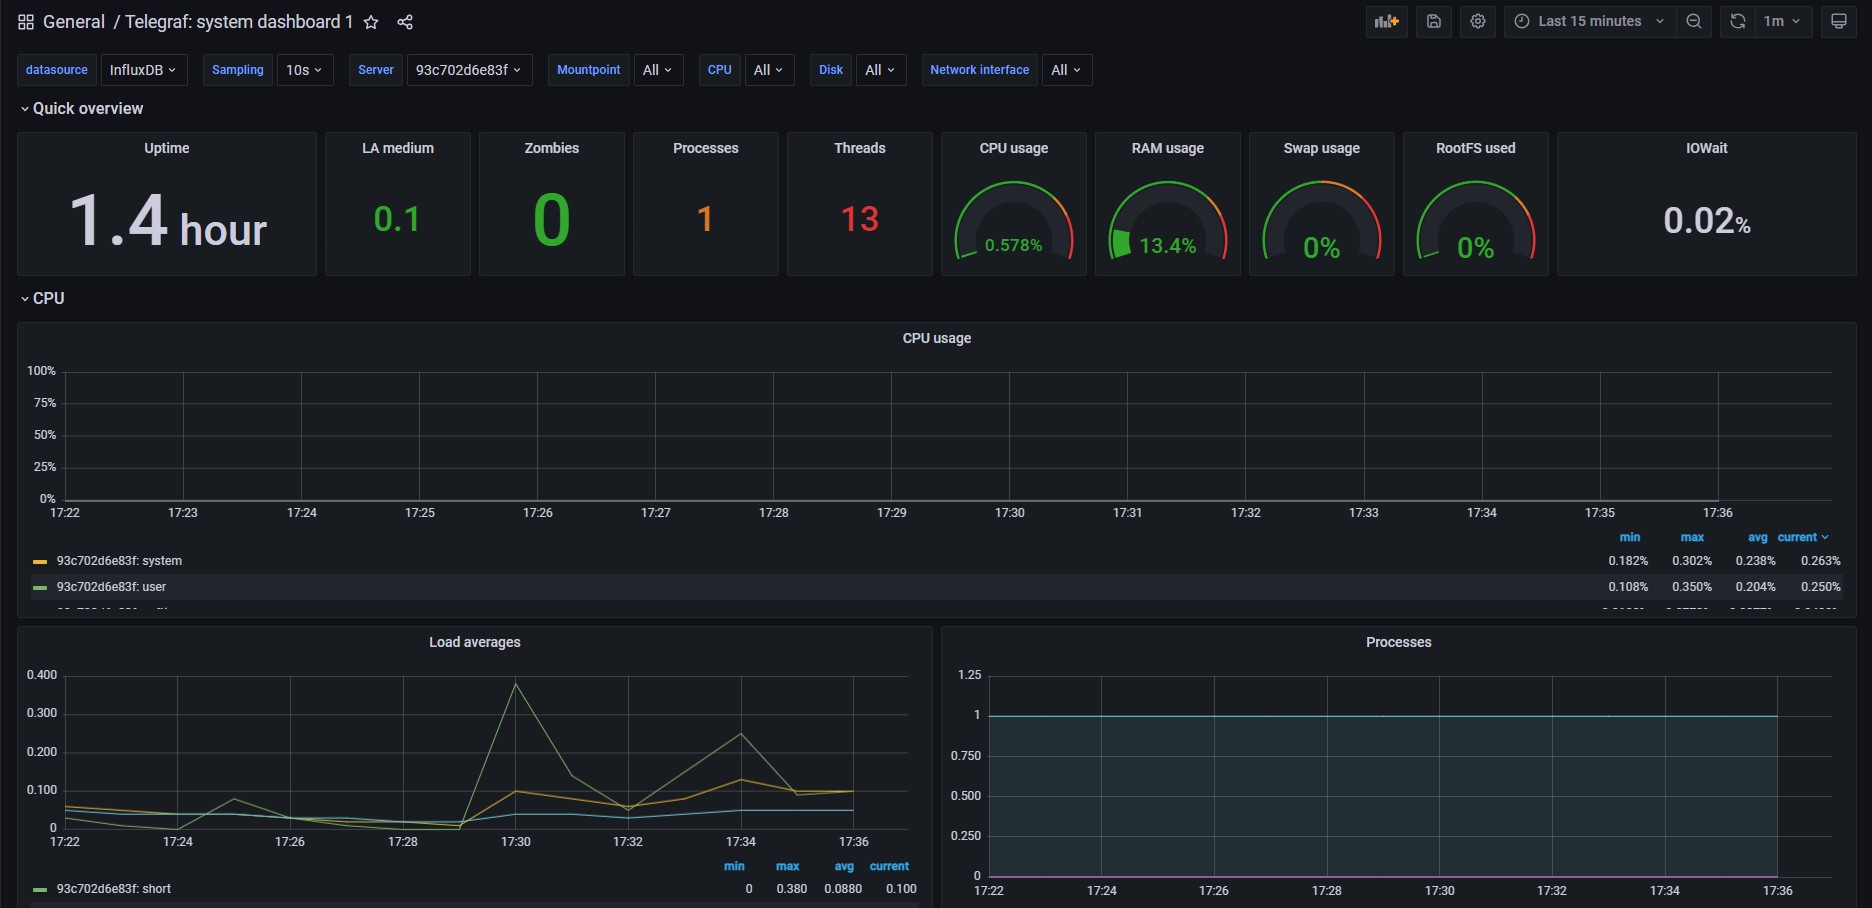 General / Telegraf: system dashboard 1
Last 15 minutes 1m
datasource InfluxDB Sampling 10s Server 93c702d6e83f Mountpoint All CPU All Disk All Network interface All
Quick overview
Uptime LA medium Zombies Processes Threads CPU usage RAM usage Swap usage RootFS used IOWait
1.4 hour 0.1 0 1 13 0.578% 13.4% 0% 0% 0.02%
CPU
CPU usage
100%
75%
50%
25%
0%
17:22 17:23 17:24 17:25 17:26 17:27 17:28 17:29 17:30 17:31 17:32 17:33 17:34 17:35 17:36
min max avg current
93c702d6e83f: system 0.182% 0.302% 0.238% 0.263%
93c702d6e83f: user 0.108% 0.350% 0.204% 0.250%
Load averages
0.400
0.300
0.200
0.100
0
17:22 17:24 17:26 17:28 17:30 17:32 17:34 17:36
min max avg current
93c702d6e83f: short 0 0.380 0.0880 0.100
Processes
1.25
1
0.750
0.500
0.250
0
17:22 17:24 17:26 17:28 17:30 17:32 17:34 17:36